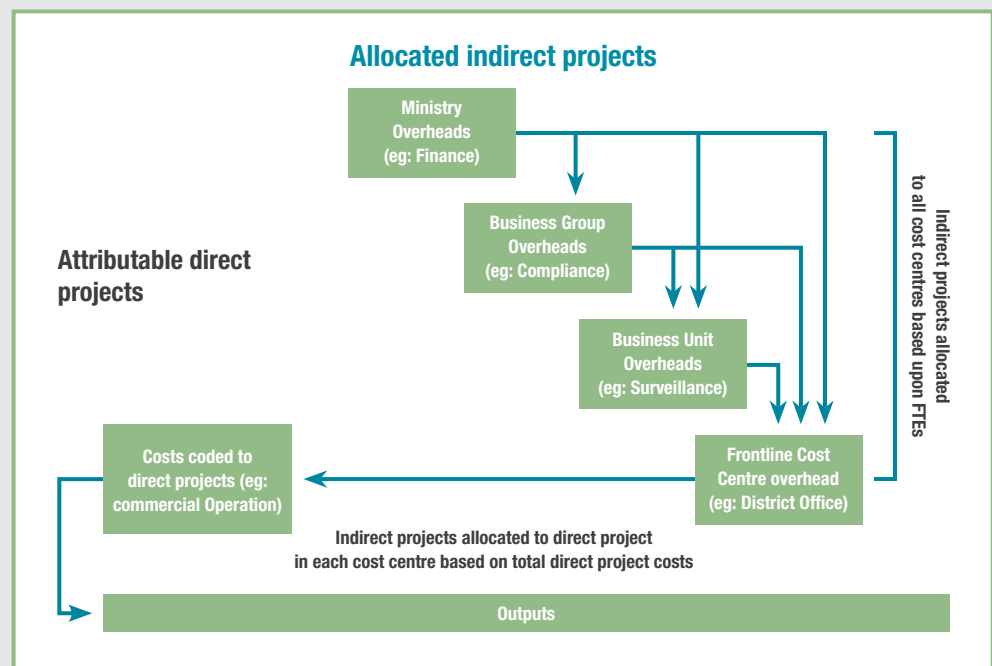 Allocated indirect projects
Ministry
Overheads
(eg: Finance)
Business Group
Overheads
(eg: Compliance)
Attributable direct
projects
Business Unit
Overheads
(eg: Surveillance)
Indirect projects allocated
to all cost centres based upon FTEs
Costs coded to
direct projects (eg:
commercial Operation)
Frontline Cost
Centre overhead
(eg: District Office)
Indirect projects allocated to direct project
in each cost centre based on total direct project costs
Outputs